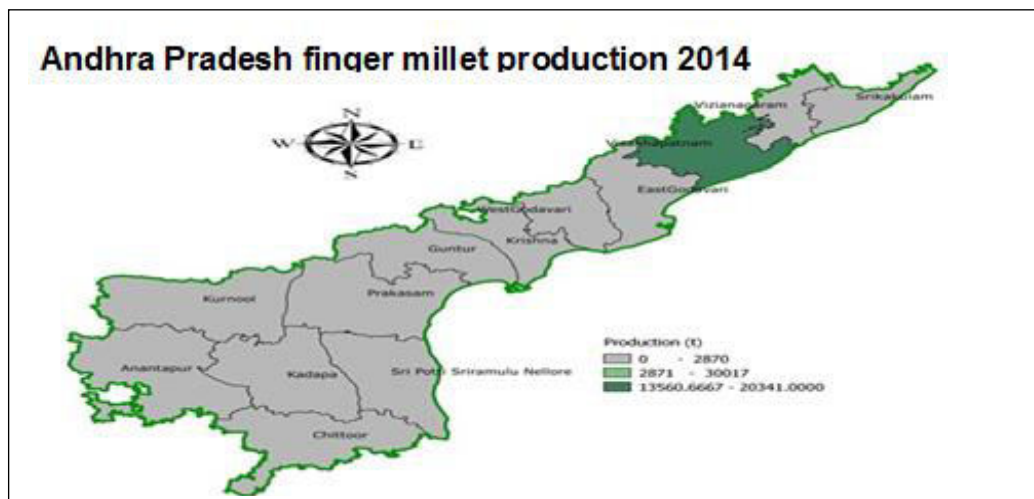 Andhra Pradesh finger millet production 2014
N
W E
S
Vizianagaram
Srikakulam
Visakhapatnam
EastGodavari
WestGodavari
Krishna
Guntur
Prakasam
Kurnool
Anantapur
Kadapa
Sri Potti Sriramulu Nellore
Chittoor
Production (t)
0 - 2870
2871 - 30017
13560.6667 - 20341.0000